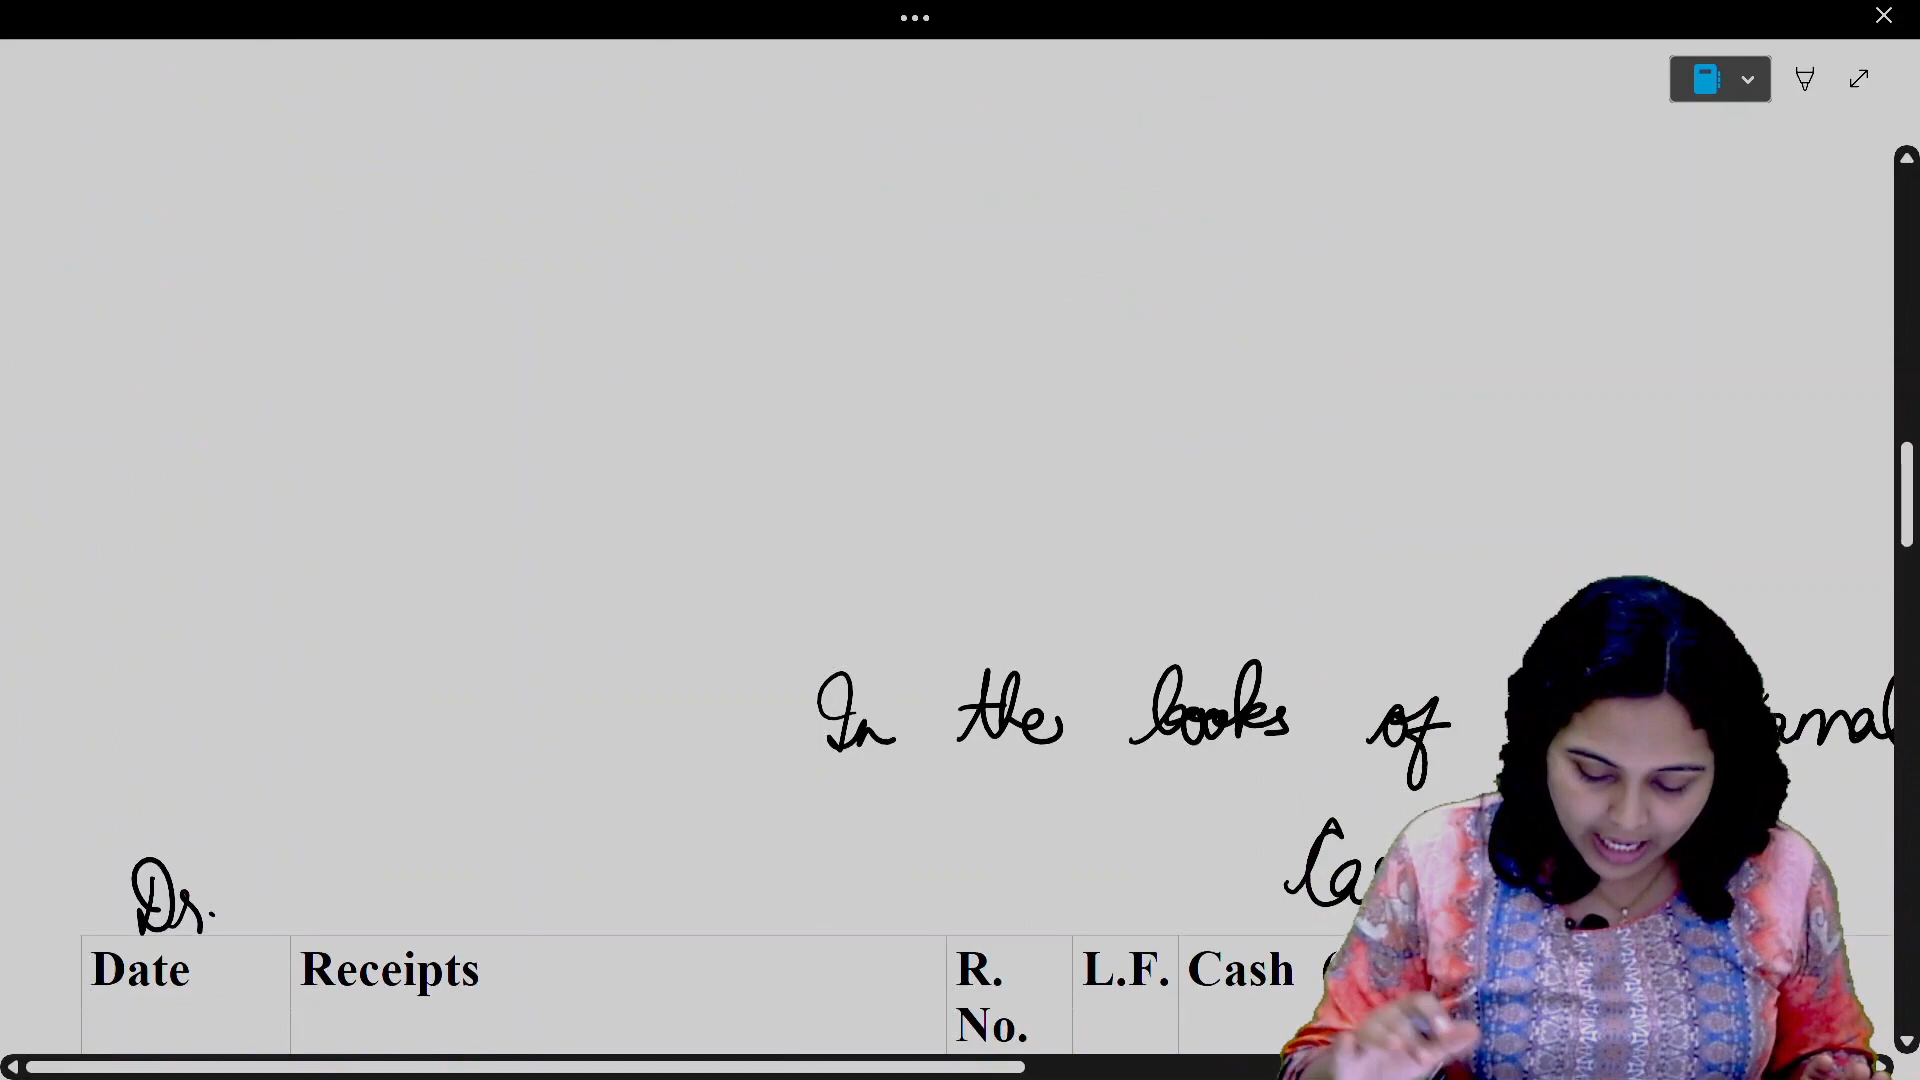 In the books of
Dr.
Date Receipts R. No. L.F. Cash